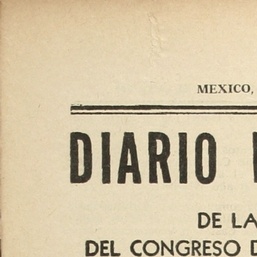 MEXICO,
DIARIO
DE LA
DEL CONGRESO